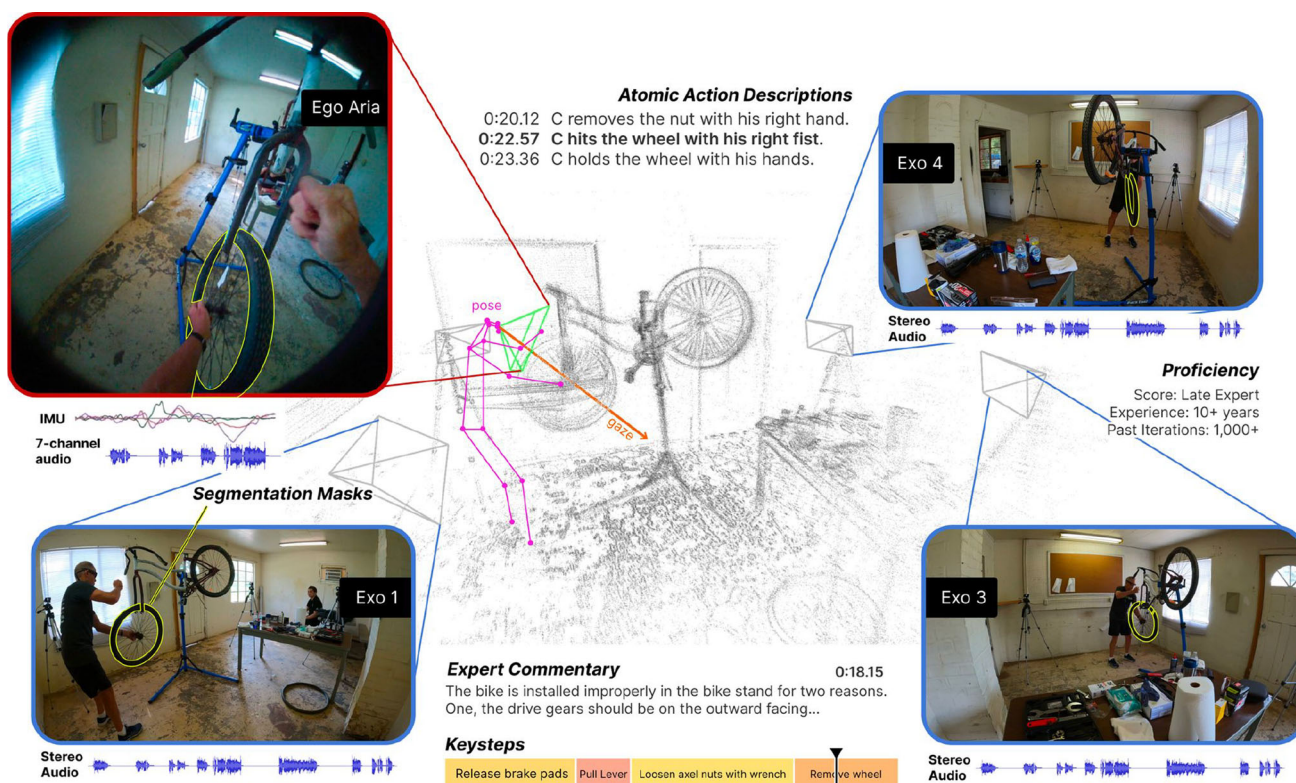 Ego Aria
Atomic Action Descriptions
0:20.12 C removes the nut with his right hand.
0:22.57 C hits the wheel with his right fist.
0:23.36 C holds the wheel with his hands.
Exo 4
pose
gaze
Stereo
Audio
Proficiency
Score: Late Expert
Experience: 10+ years
Past Iterations: 1,000+
IMU
7-channel
audio
Segmentation Masks
Exo 1
Exo 3
Expert Commentary 0:18.15
The bike is installed improperly in the bike stand for two reasons.
One, the drive gears should be on the outward facing...
Keysteps
Release brake pads Pull Lever Loosen axel nuts with wrench Remove wheel
Stereo
Audio
Stereo
Audio